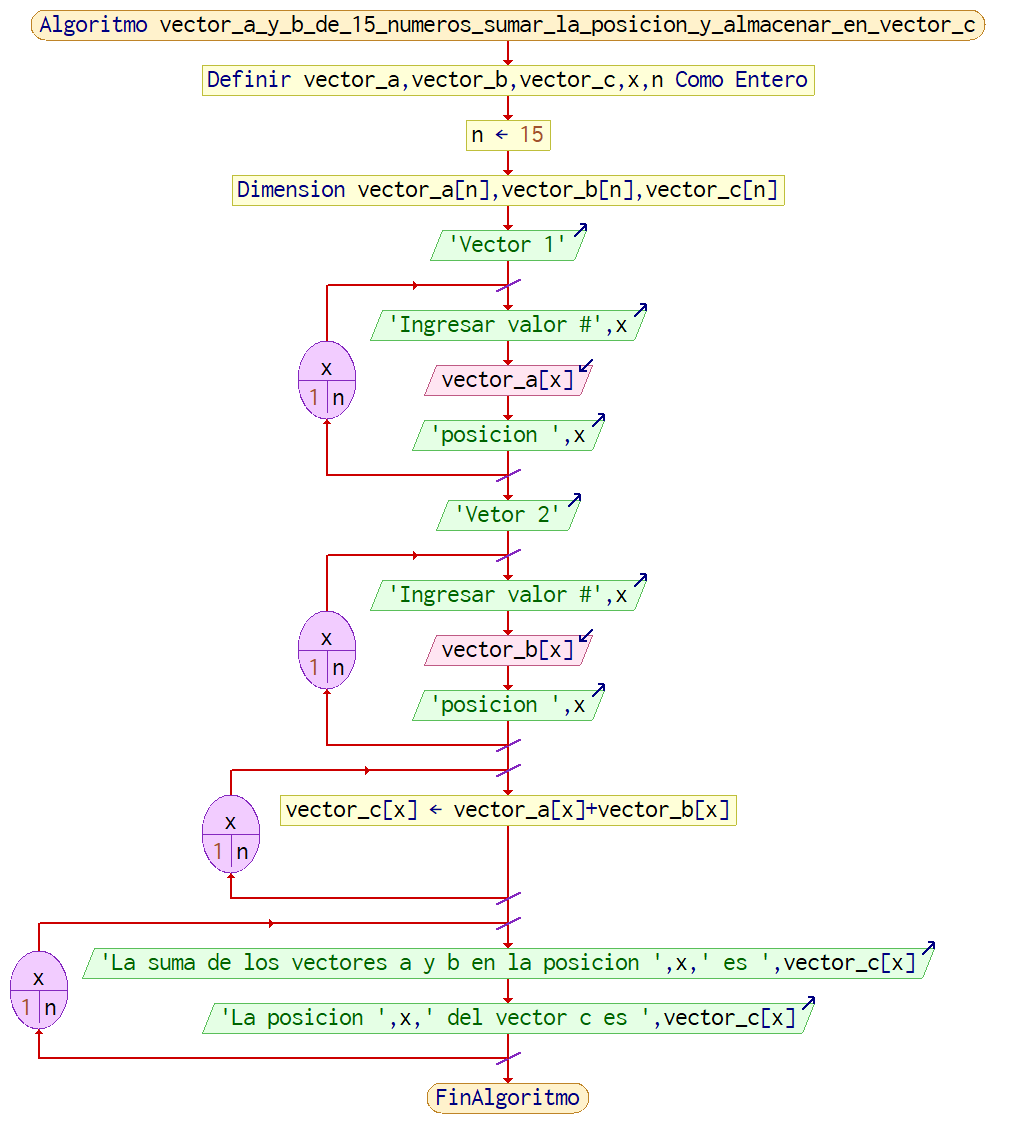 Algoritmo vector_a_y_b_de_15_numeros_sumar_la_posicion_y_almacenar_en_vector_c
Definir vector_a,vector_b,vector_c,x,n Como Entero
n ← 15
Dimension vector_a[n],vector_b[n],vector_c[n]
'Vector 1'
'Ingresar valor #',x
x
1 n
vector_a[x]
'posicion ',x
'Vetor 2'
'Ingresar valor #',x
x
1 n
vector_b[x]
'posicion ',x
vector_c[x] ← vector_a[x]+vector_b[x]
x
1 n
'La suma de los vectores a y b en la posicion ',x,' es ',vector_c[x]
x
1 n
'La posicion ',x,' del vector c es ',vector_c[x]
FinAlgoritmo